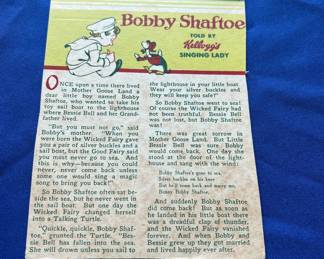 Bobby Shaftoe
TOLD BY
Kellogg's
SINGING LADY
ONCE upon a time there lived
in Mother Goose Land a
dear little boy named Bobby
Shaftoe, who wanted so to take his
toy sail boat to the lighthouse
where Bessie Bell and her Grand-
father lived.
"But you must not go," said
Bobby's mother. "When you
were born the Wicked Fairy gave
you a pair of silver buckles and a
sail boat, but the Good Fairy said
you must never go to sea. And
this is why—because you could
never, never come back unless
some one would sing a magic
song to bring you back!"
So Bobby Shaftoe often sat be-
side the sea, but he never went in
the sail boat. But one day the
Wicked Fairy changed herself
into a Talking Turtle.
"Quickle, quickle, Bobby Shaf-
toe," grunted the Turtle. "Bes-
sie Bell has fallen into the sea.
She will drown unless you sail to
the lighthouse in your little boat.
Wear your silver buckles and
they will keep you safe!"
So Bobby Shaftoe went to sea!
Of course the Wicked Fairy had
not been truthful. Bessie Bell
was not lost, but Bobby Shaftoe
was!
There was great sorrow in
Mother Goose Land. But Little
Bessie Bell was sure Bobby
would come back. One day she
stood at the door of the light-
house and sang with the wind:
Bobby Shaftoe's gone to sea,
Silver buckles on his knee
But he'll come back and marry me,
Bonny Bobby Shaftoe.
And suddenly Bobby Shaftoe
did come back! But as soon as
he landed in his little boat there
was a dreadful clap of thunder,
and the Wicked Fairy vanished
forever. And when Bobby and
Bessie grew up they got married
and lived happily ever after.